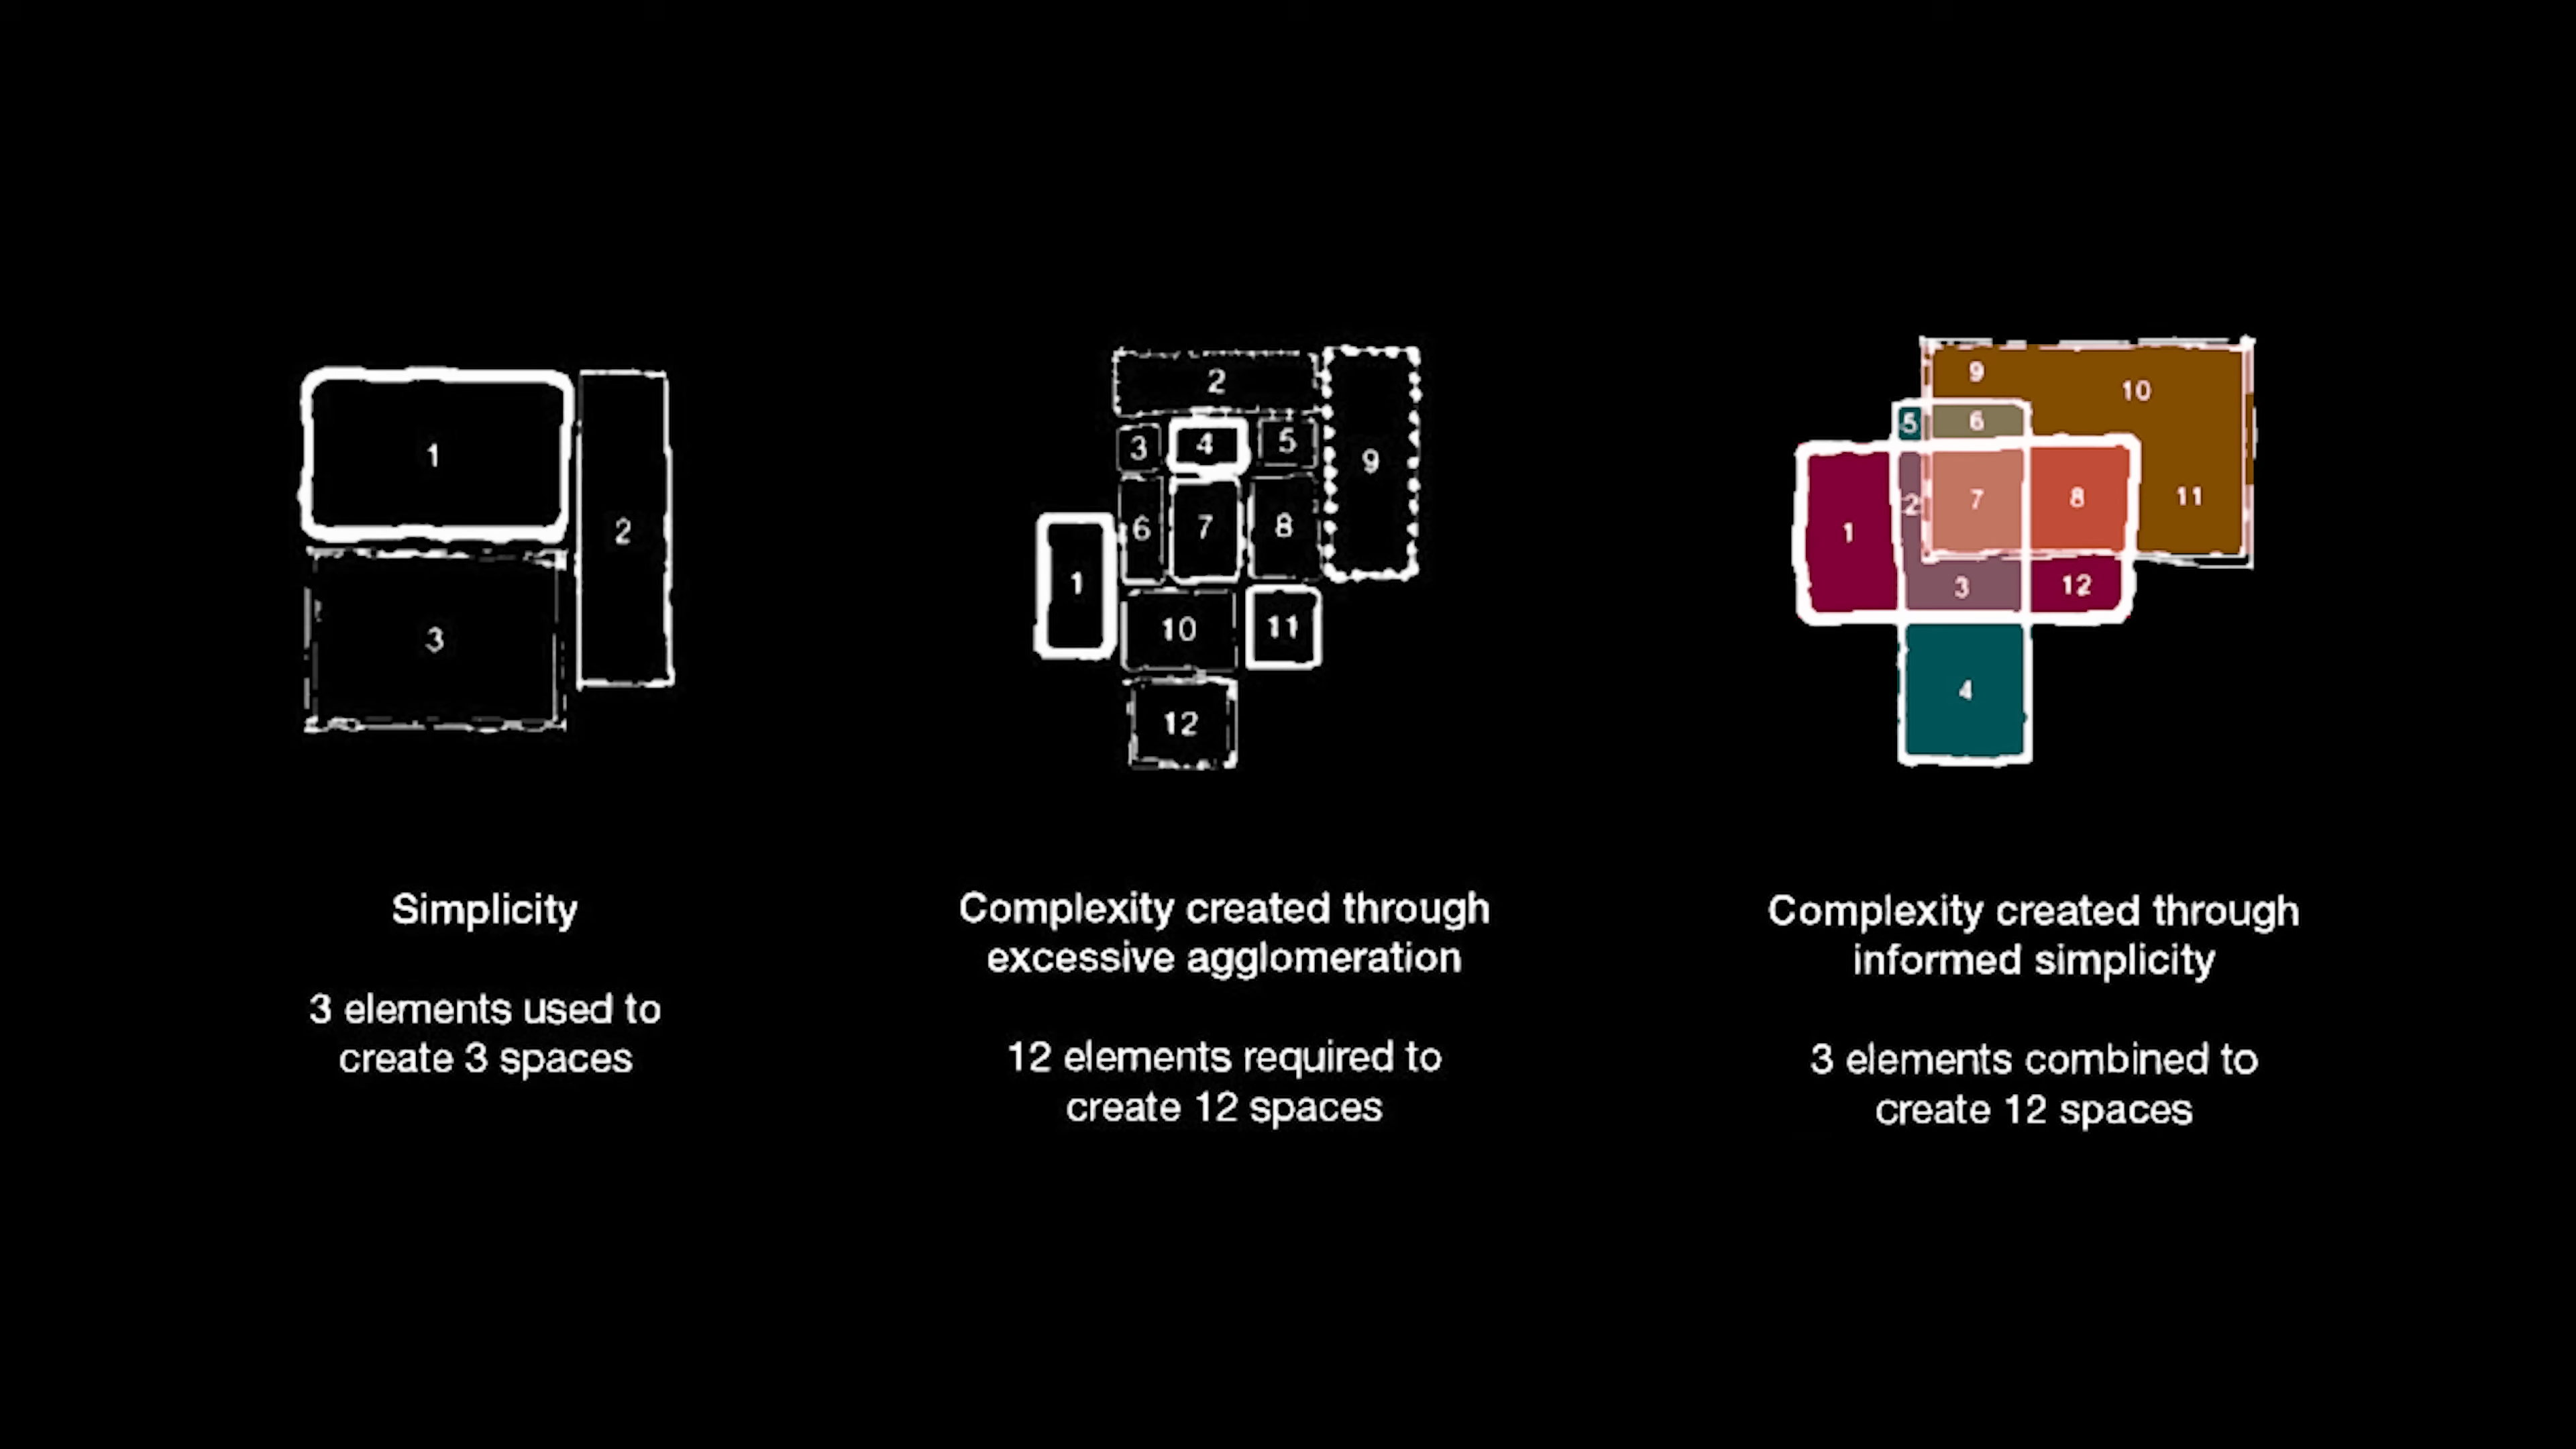 1
2
3
Simplicity
3 elements used to
create 3 spaces
2
3
4
5
9
6
7
8
1
10
11
12
Complexity created through
excessive agglomeration
12 elements required to
create 12 spaces
9
10
5
6
2
7
8
11
1
3
12
4
Complexity created through
informed simplicity
3 elements combined to
create 12 spaces